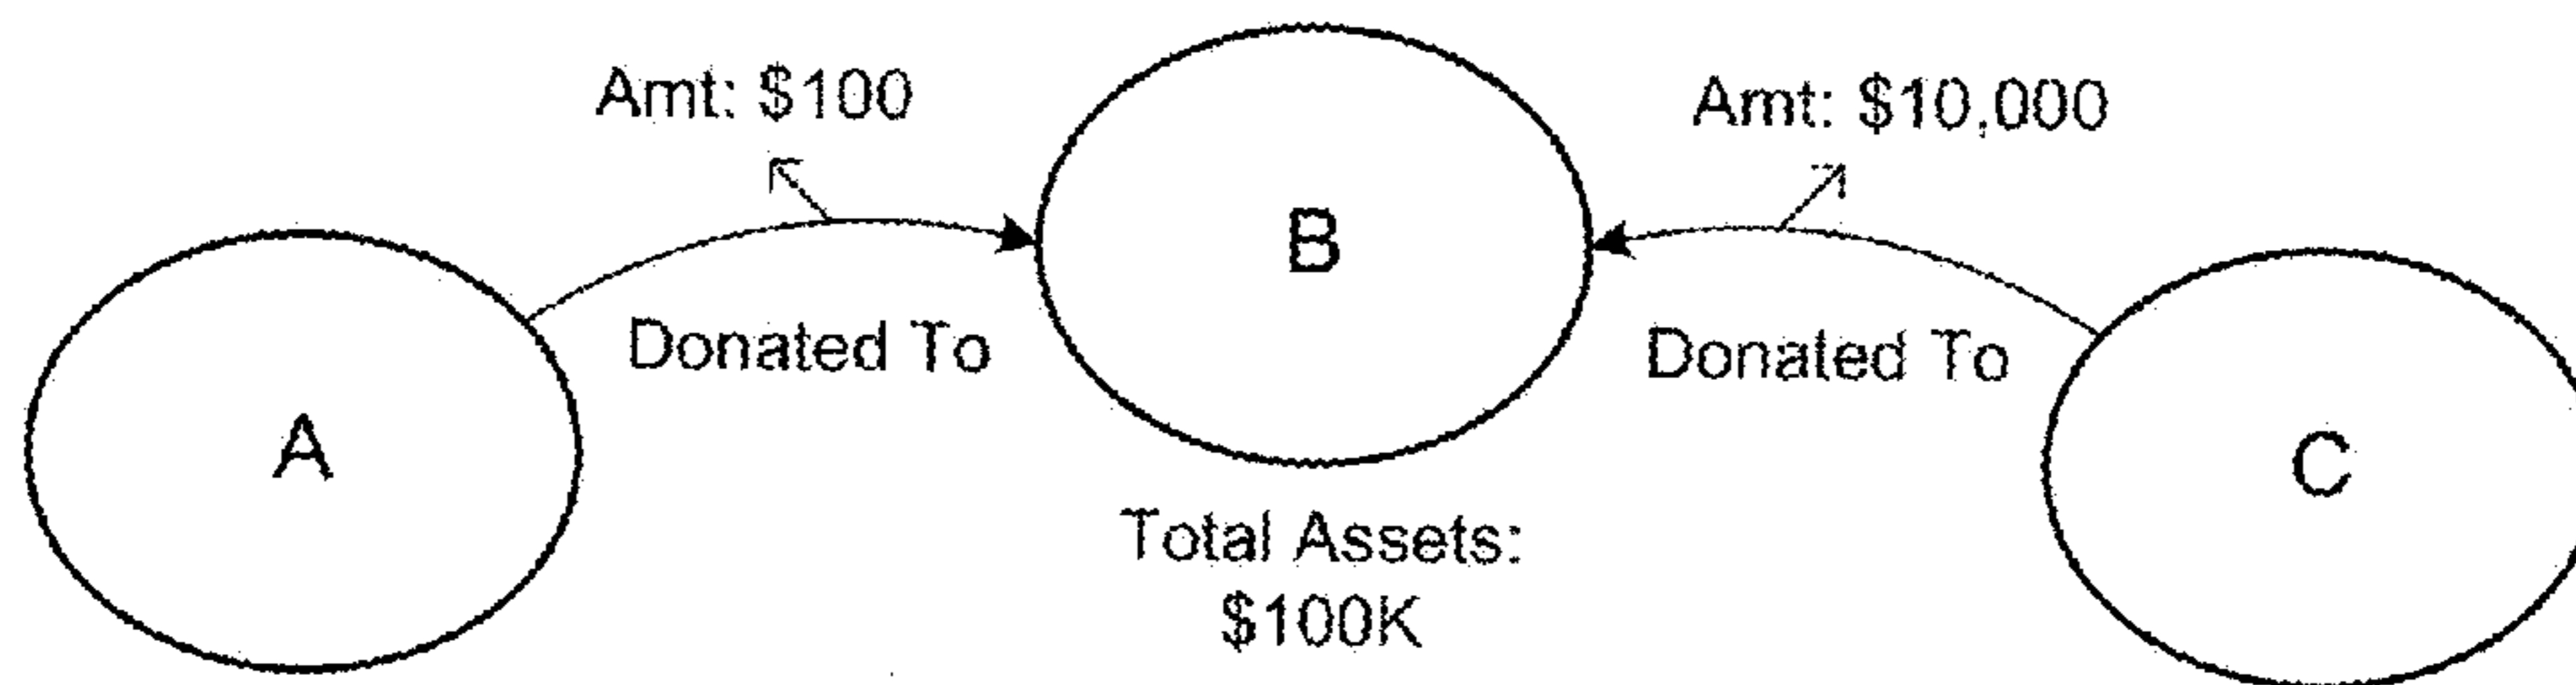 Amt: $100
Amt: $10,000
B
Donated To
Donated To
A
C
Total Assets:
$100K